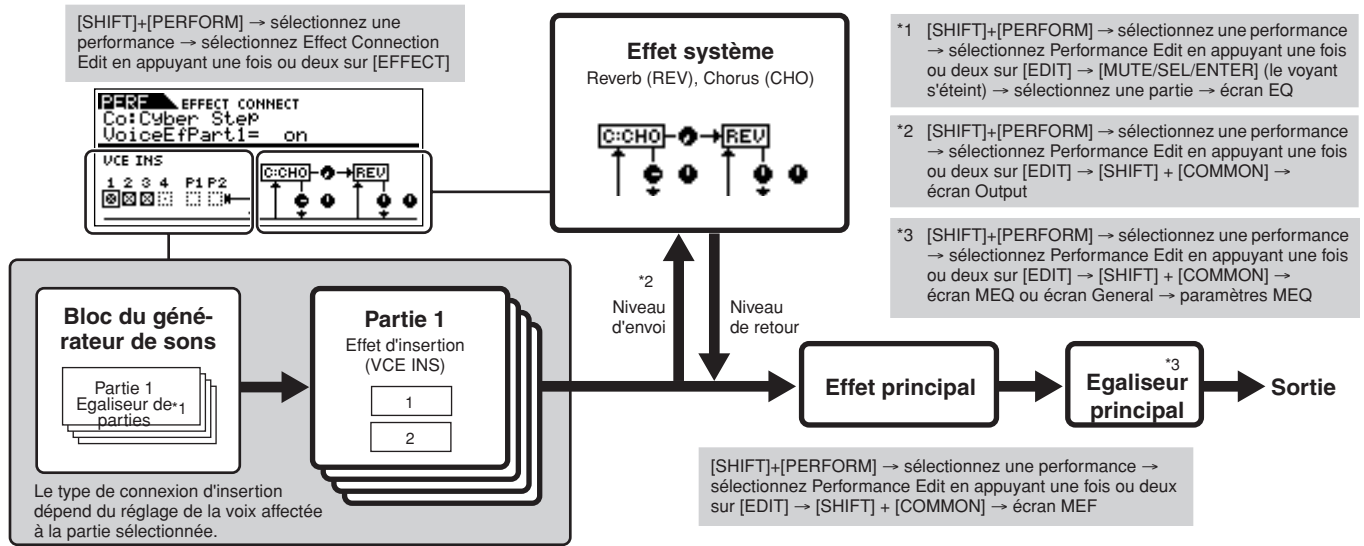 [SHIFT]+[PERFORM] → sélectionnez une
performance → sélectionnez Effect Connection
Edit en appuyant une fois ou deux sur [EFFECT]
PERF EFFECT CONNECT
Co:Cyber Step
VoiceEfPart1= on
VCE INS
1 2 3 4 P1 P2
C:CHO REV
Effet système
Reverb (REV), Chorus (CHO)
C:CHO REV
*1 [SHIFT]+[PERFORM] → sélectionnez une performance
→ sélectionnez Performance Edit en appuyant une fois
ou deux sur [EDIT] → [MUTE/SEL/ENTER] (le voyant
s'éteint) → sélectionnez une partie → écran EQ
*2 [SHIFT]+[PERFORM] → sélectionnez une performance
→ sélectionnez Performance Edit en appuyant une fois
ou deux sur [EDIT] → [SHIFT] + [COMMON] →
écran Output
*3 [SHIFT]+[PERFORM] → sélectionnez une performance
→ sélectionnez Performance Edit en appuyant une fois
ou deux sur [EDIT] → [SHIFT] + [COMMON] →
écran MEQ ou écran General → paramètres MEQ
Bloc du géné-
rateur de sons
Partie 1
Egaliseur de*1
parties
Partie 1
Effet d'insertion
(VCE INS)
1
2
Le type de connexion d'insertion
dépend du réglage de la voix affectée
à la partie sélectionnée.
*2
Niveau
d'envoi
Niveau
de retour
Effet principal
*3
Egaliseur
principal
Sortie
[SHIFT]+[PERFORM] → sélectionnez une performance →
sélectionnez Performance Edit en appuyant une fois ou deux
sur [EDIT] → [SHIFT] + [COMMON] → écran MEF